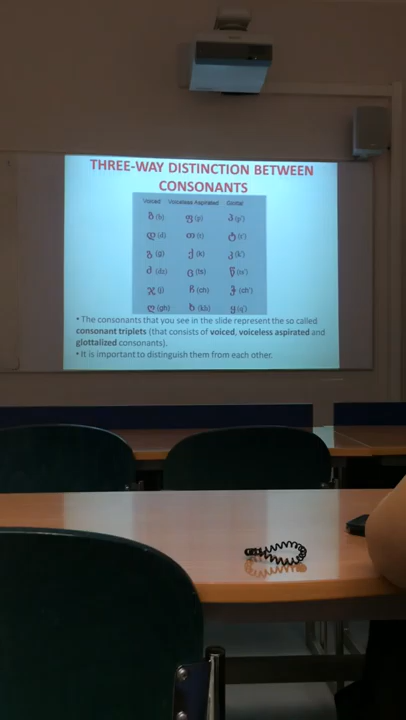 THREE-WAY DISTINCTION BETWEEN
CONSONANTS
Voiced Voiceless Aspirated Glottal
ბ (b) ფ (p) პ (p')
დ (d) თ (t) ტ (t')
გ (g) ქ (k) კ (k')
ძ (dz) ც (ts) წ (ts')
ჯ (j) ჩ (ch) ჭ (ch')
ღ (gh) ხ (kh) ყ (q')
• The consonants that you see in the slide represent the so called
consonant triplets (that consists of voiced, voiceless aspirated and
glottalized consonants).
• It is important to distinguish them from each other.